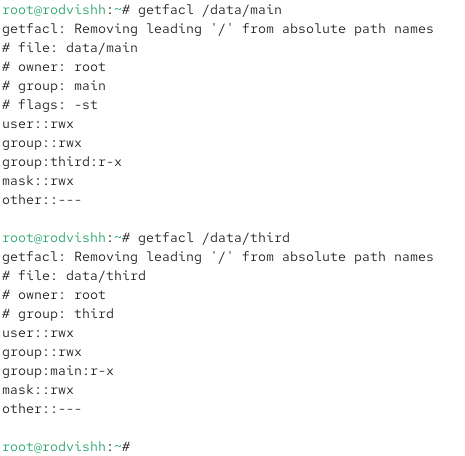 root@rodvishh:~# getfacl /data/main
getfacl: Removing leading '/' from absolute path names
# file: data/main
# owner: root
# group: main
# flags: -st
user::rwx
group::rwx
group:third:r-x
mask::rwx
other::---
root@rodvishh:~# getfacl /data/third
getfacl: Removing leading '/' from absolute path names
# file: data/third
# owner: root
# group: third
user::rwx
group::rwx
group:main:r-x
mask::rwx
other::---
root@rodvishh:~#